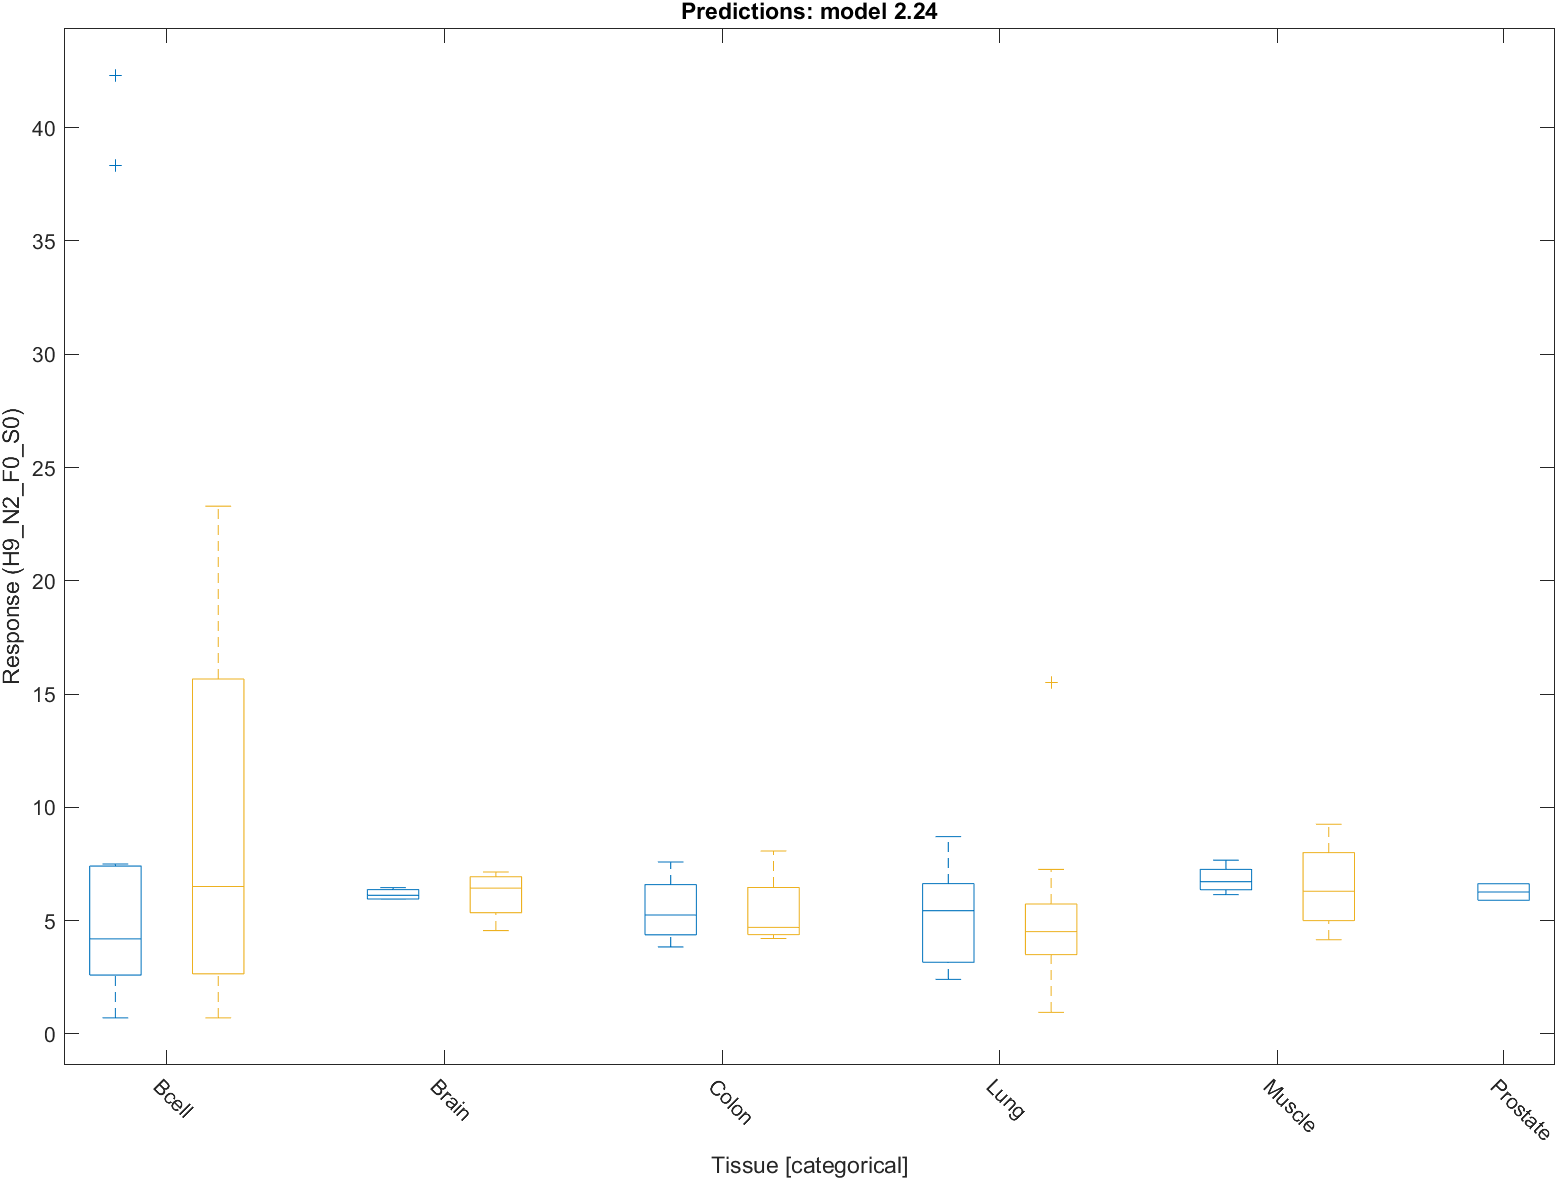 Predictions: model 2.24
Response (H9_N2_F0_S0)
40
35
30
25
20
15
10
5
0
Bcell
Brain
Colon
Lung
Muscle
Prostate
Tissue [categorical]